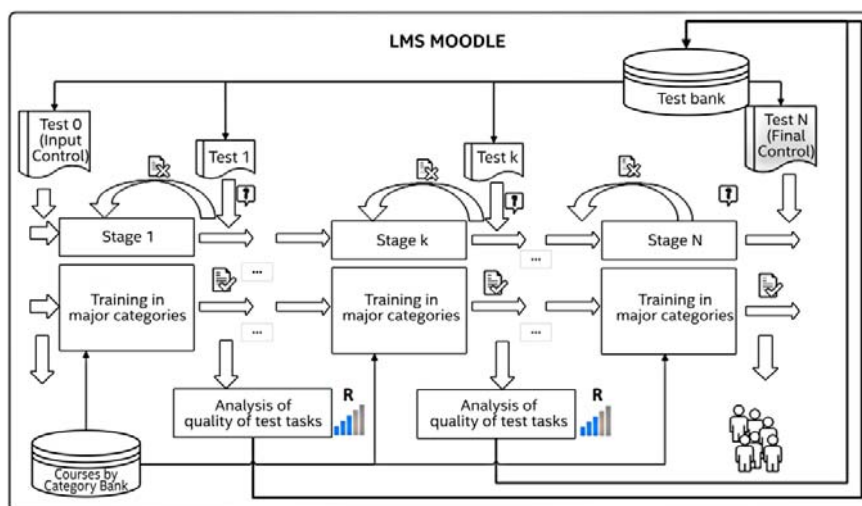 LMS MOODLE
Test bank
Test 0
(Input
Control)
Test 1
Test k
Test N
(Final
Control)
Stage 1
Stage k
Stage N
...
...
Training in
major categories
Training in
major categories
Training in
major categories
...
...
Analysis of
quality of test tasks
R
Analysis of
quality of test tasks
R
Courses by
Category Bank